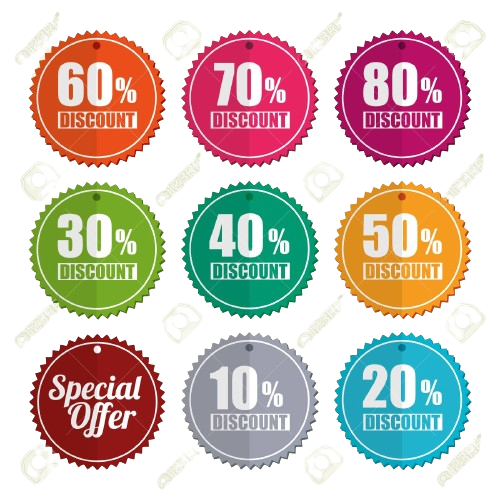 60%
DISCOUNT
70%
DISCOUNT
80%
DISCOUNT
30%
DISCOUNT
40%
DISCOUNT
50%
DISCOUNT
Special
Offer
10%
DISCOUNT
20%
DISCOUNT